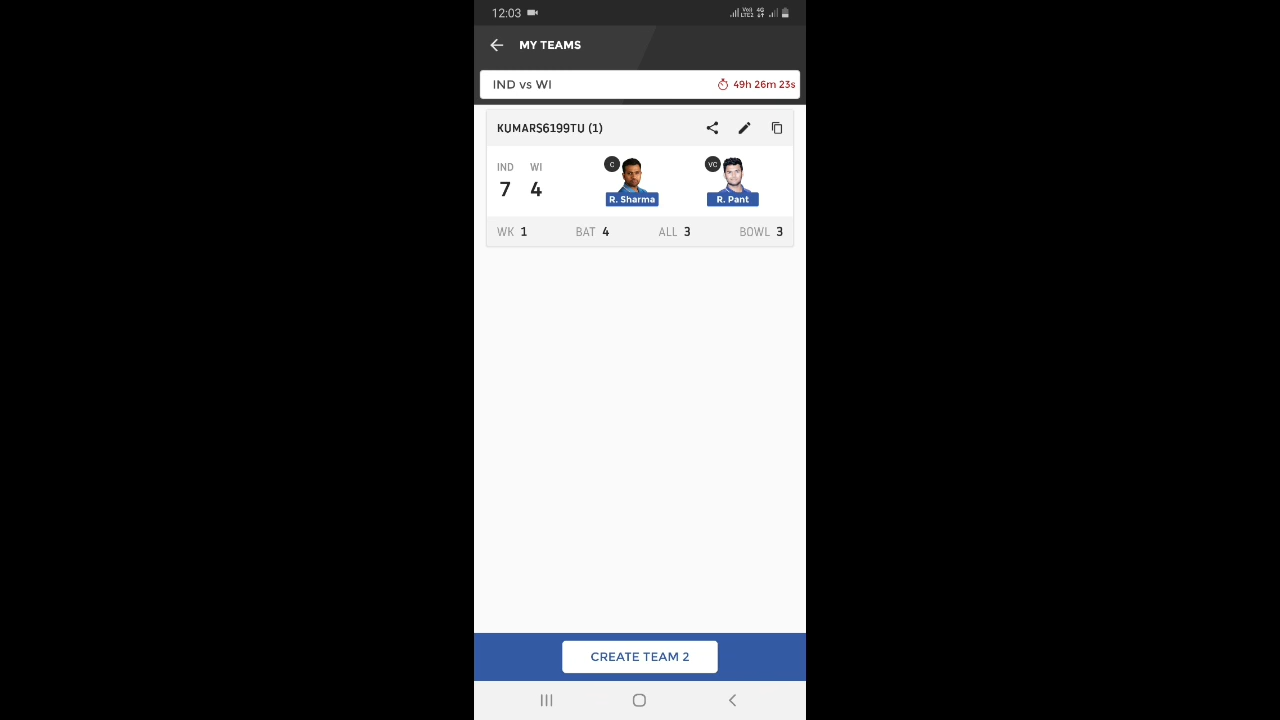 12:03
MY TEAMS
IND vs WI 49h 26m 23s
KUMARS6199TU (1)
IND WI C VC
7 4
R. Sharma R. Pant
WK 1 BAT 4 ALL 3 BOWL 3
CREATE TEAM 2